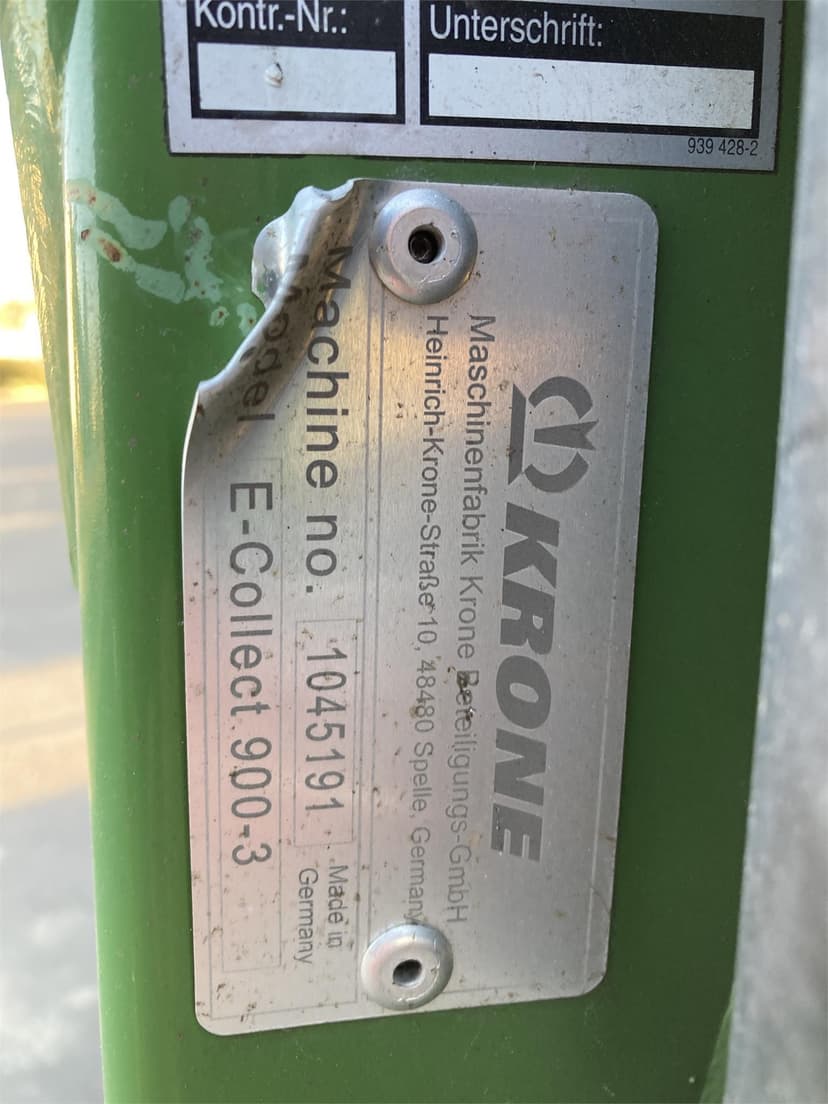 Kontr.-Nr.:
Unterschrift:
939 428-2
KRONE
Maschinenfabrik Krone Beteiligungs-GmbH
Heinrich-Krone-Straße 10, 48480 Spelle, Germany
Machine no. 1045191
Made in
Germany
Model E-Collect 900-3